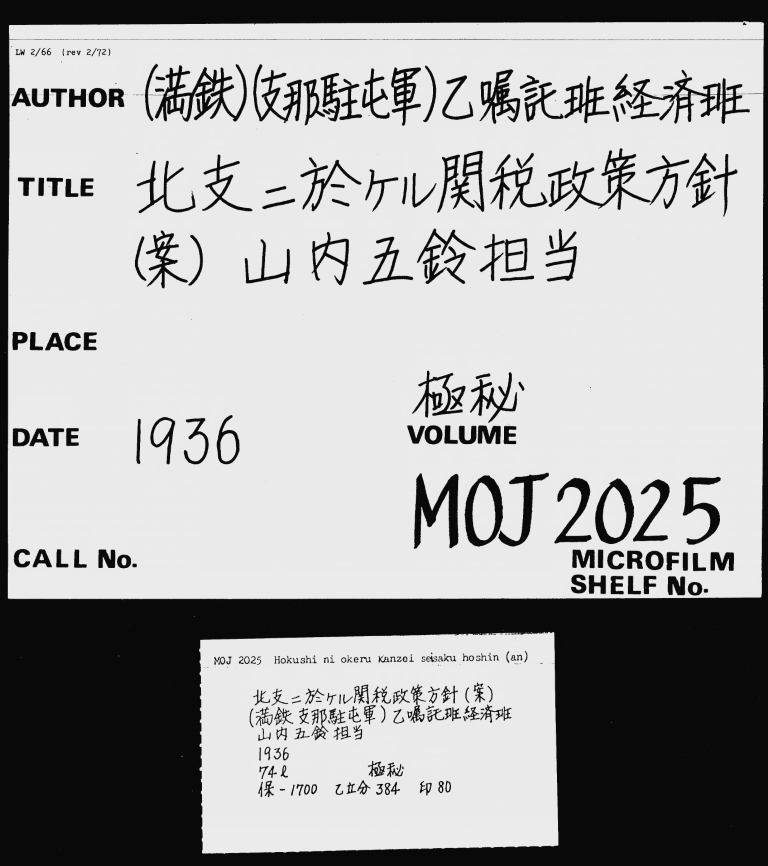 LW 2/66 (rev 2/72)
AUTHOR (満鉄)(支那駐屯軍)乙嘱託班経済班
TITLE 北支ニ於ケル関税政策方針
(案) 山内五鈴担当
PLACE
極秘
DATE 1936 VOLUME
MOJ 2025
CALL No. MICROFILM
SHELF No.
MOJ 2025 Hokushi ni okeru Kanzei seisaku hoshin (an)
北支ニ於ケル関税政策方針(案)
(満鉄 支那駐屯軍)乙嘱託班経済班
山内五鈴担当
1936
74ℓ 極秘
保-1700 乙立分 384 印 80